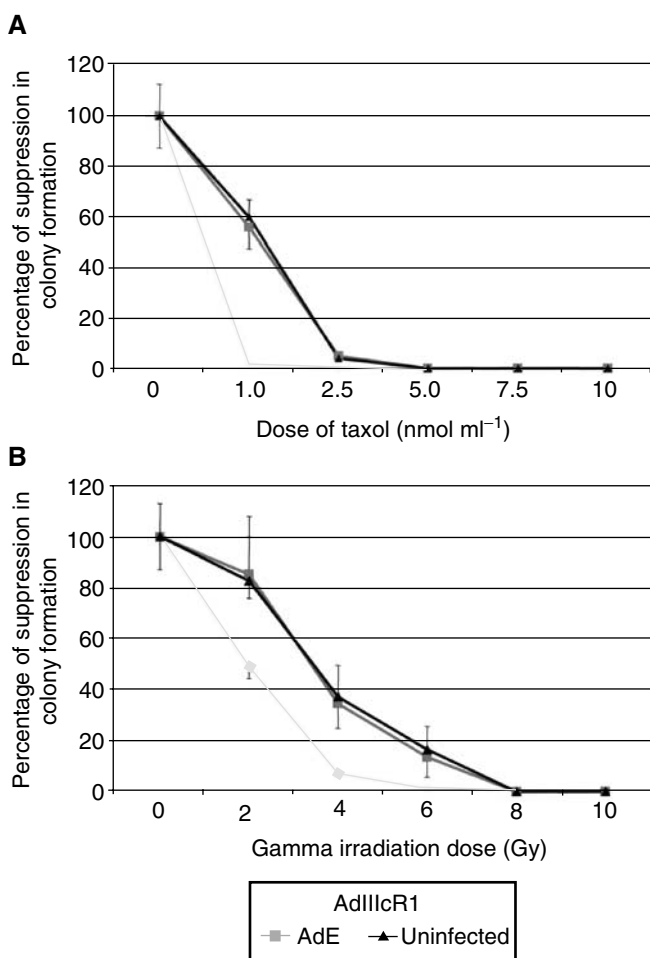 A
Percentage of suppression in
colony formation
120
100
80
60
40
20
0
0 1.0 2.5 5.0 7.5 10
Dose of taxol (nmol ml⁻¹)
B
Percentage of suppression in
colony formation
120
100
80
60
40
20
0
0 2 4 6 8 10
Gamma irradiation dose (Gy)
AdIIIcR1
AdE Uninfected